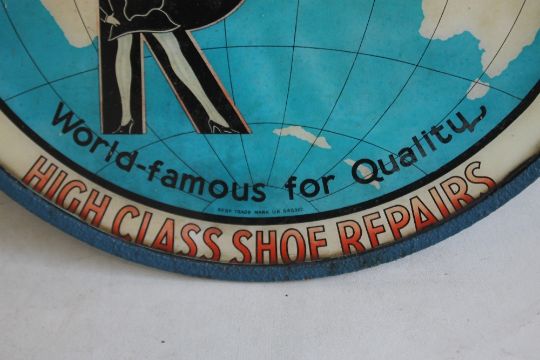 R
World-famous for Quality
HIGH CLASS SHOE REPAIRS